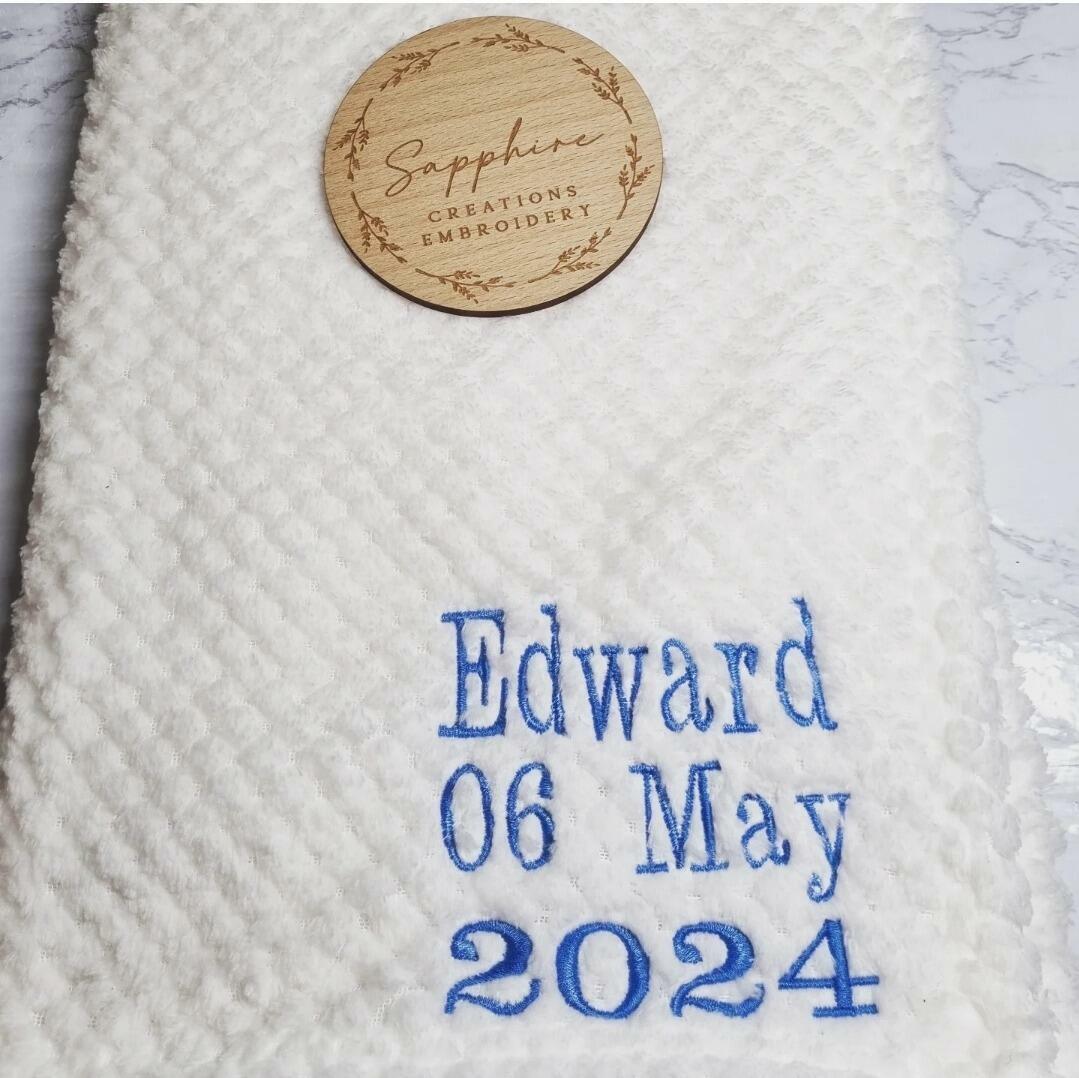 Sapphire
CREATIONS
EMBROIDERY
Edward
06 May
2024